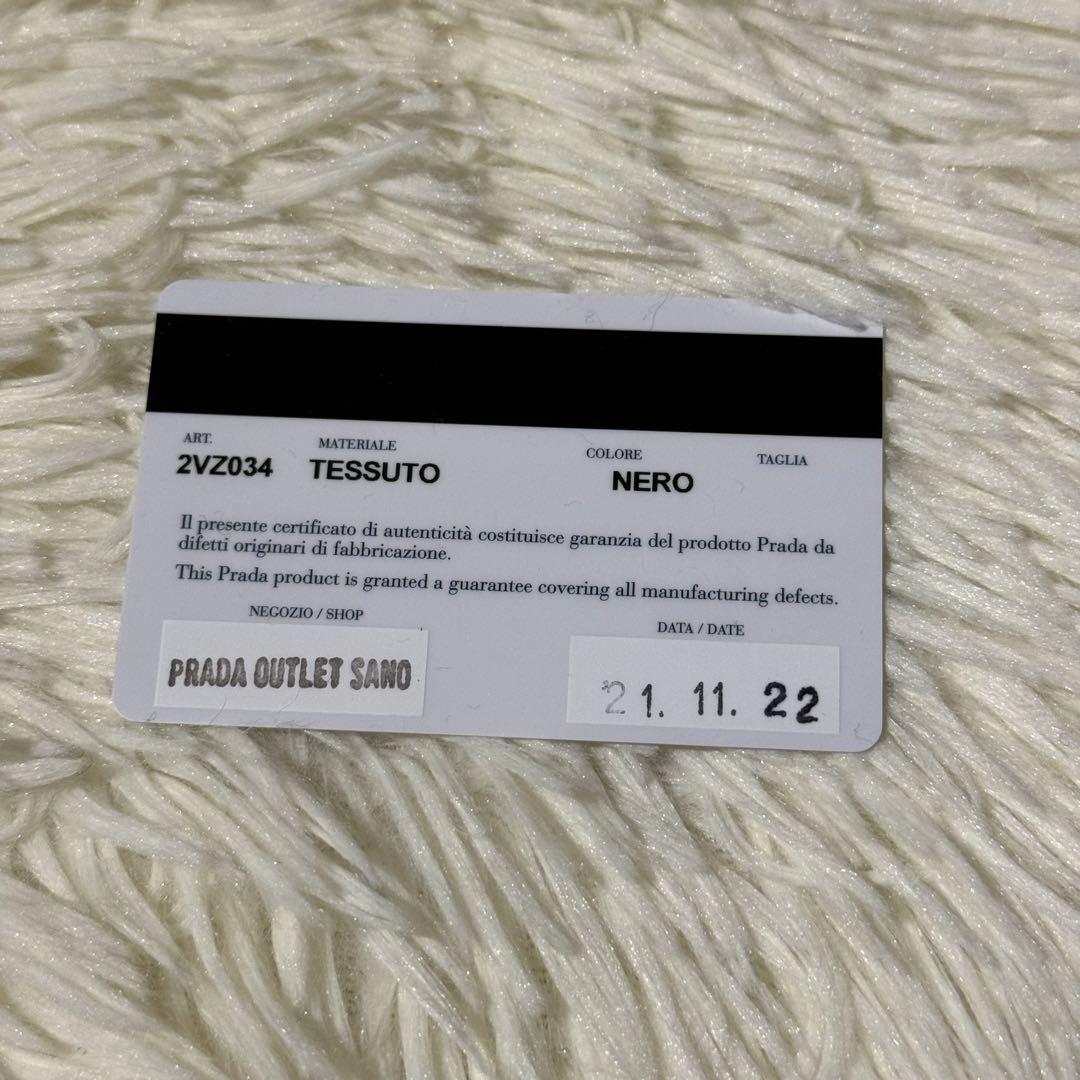 ART. MATERIALE COLORE TAGLIA
2VZ034 TESSUTO NERO
Il presente certificato di autenticità costituisce garanzia del prodotto Prada da
difetti originari di fabbricazione.
This Prada product is granted a guarantee covering all manufacturing defects.
NEGOZIO / SHOP DATA / DATE
PRADA OUTLET SANO 21. 11. 22